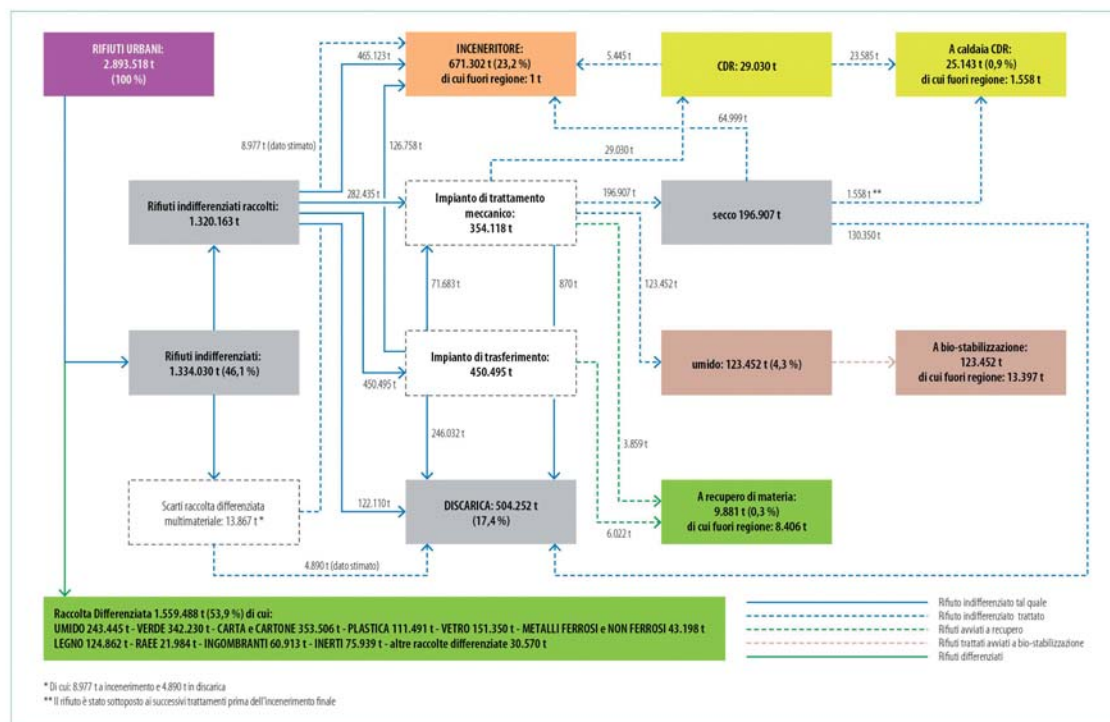 RIFIUTI URBANI:
2.893.518 t
(100 %)
465.123 t
INCENERITORE:
671.302 t (23,2 %)
di cui fuori regione: 1 t
5.445 t
CDR: 29.030 t
23.585 t
A caldaia CDR:
25.143 t (0,9 %)
di cui fuori regione: 1.558 t
8.977 t (dato stimato)
126.758 t
64.999 t
29.030 t
Rifiuti indifferenziati raccolti:
1.320.163 t
282.435 t
Impianto di trattamento
meccanico:
354.118 t
196.907 t
secco 196.907 t
1.558 t **
130.350 t
71.683 t
870 t
123.452 t
Rifiuti indifferenziati:
1.334.030 t (46,1 %)
450.495 t
Impianto di trasferimento:
450.495 t
umido: 123.452 t (4,3 %)
A bio-stabilizzazione:
123.452 t
di cui fuori regione: 13.397 t
246.032 t
3.859 t
Scarti raccolta differenziata
multimateriale: 13.867 t *
122.110 t
DISCARICA: 504.252 t
(17,4 %)
6.022 t
A recupero di materia:
9.881 t (0,3 %)
di cui fuori regione: 8.406 t
4.890 t (dato stimato)
Raccolta Differenziata 1.559.488 t (53,9 %) di cui:
UMIDO 243.445 t - VERDE 342.230 t - CARTA e CARTONE 353.506 t - PLASTICA 111.491 t - VETRO 151.350 t - METALLI FERROSI e NON FERROSI 43.198 t
LEGNO 124.862 t - RAEE 21.984 t - INGOMBRANTI 60.913 t - INERTI 75.939 t - altre raccolte differenziate 30.570 t
Rifiuto indifferenziato tal quale
Rifiuto indifferenziato trattato
Rifiuti avviati a recupero
Rifiuti trattati avviati a bio-stabilizzazione
Rifiuti differenziati
* Di cui: 8.977 t a incenerimento e 4.890 t in discarica
** Il rifiuto è stato sottoposto ai successivi trattamenti prima dell'incenerimento finale